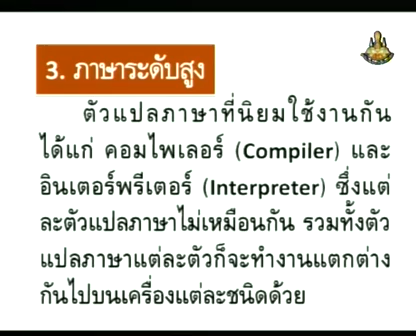 3. ภาษาระดับสูง
ตัวแปลภาษาที่นิยมใช้งานกัน
ได้แก่ คอมไพเลอร์ (Compiler) และ
อินเตอร์พรีเตอร์ (Interpreter) ซึ่งแต่
ละตัวแปลภาษาไม่เหมือนกัน รวมทั้งตัว
แปลภาษาแต่ละตัวก็จะทำงานแตกต่าง
กันไปบนเครื่องแต่ละชนิดด้วย